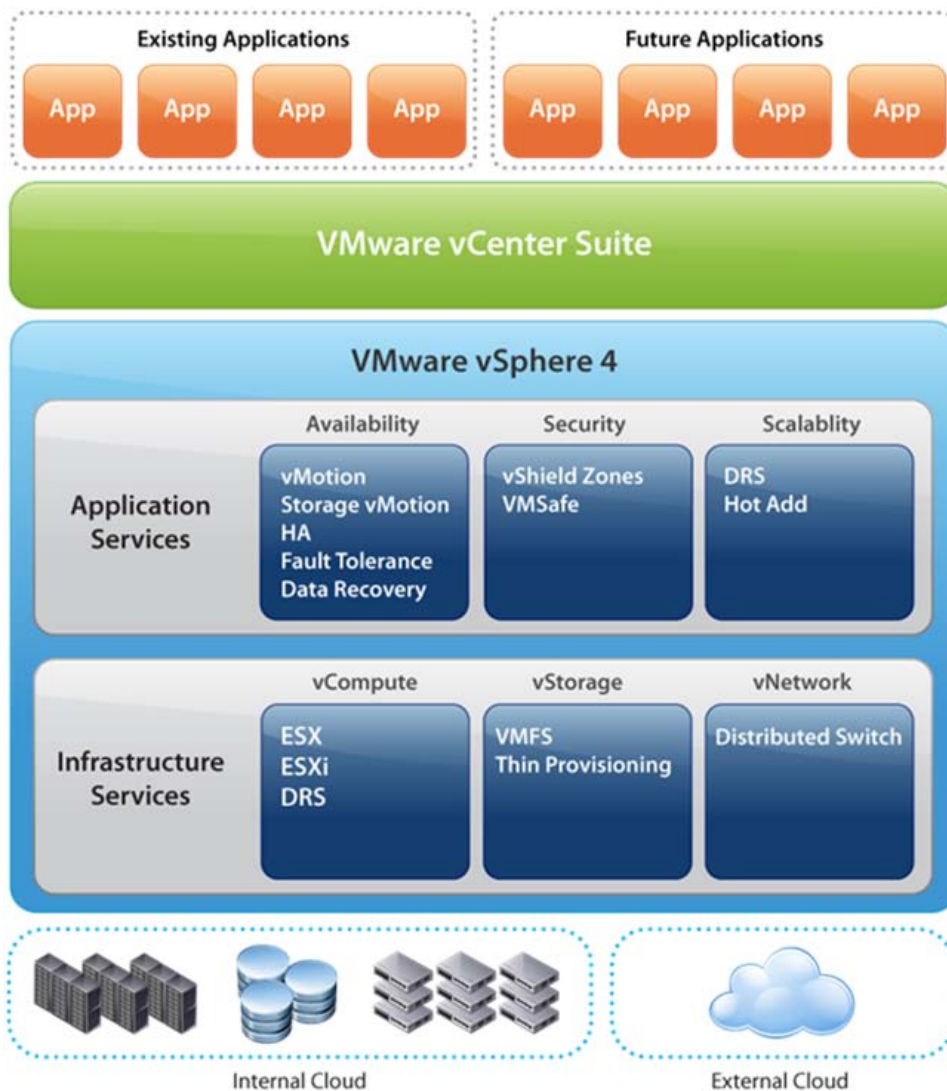 Existing Applications
Future Applications
App App App App
App App App App
VMware vCenter Suite
VMware vSphere 4
Application
Services
Availability
vMotion
Storage vMotion
HA
Fault Tolerance
Data Recovery
Security
vShield Zones
VMSafe
Scalablity
DRS
Hot Add
Infrastructure
Services
vCompute
ESX
ESXi
DRS
vStorage
VMFS
Thin Provisioning
vNetwork
Distributed Switch
Internal Cloud
External Cloud